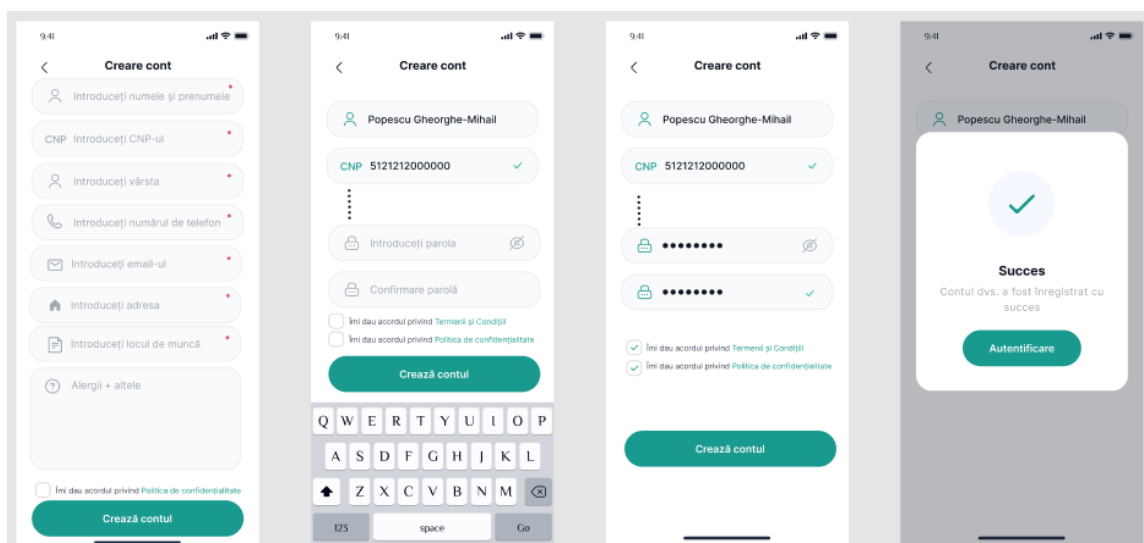 9:41
Creare cont
Introduceți numele și prenumele *
CNP Introduceți CNP-ul *
Introduceți vârsta *
Introduceți numărul de telefon *
Introduceți email-ul *
Introduceți adresa *
Introduceți locul de muncă *
Alergii + altele
Îmi dau acordul privind Politica de confidențialitate
Crează contul
9:41
Creare cont
Popescu Gheorghe-Mihail
CNP 5121212000000
Introduceți parola
Confirmare parolă
Îmi dau acordul privind Termenii și Condiții
Îmi dau acordul privind Politica de confidențialitate
Crează contul
Q W E R T Y U I O P
A S D F G H J K L
Z X C V B N M
123 space Go
9:41
Creare cont
Popescu Gheorghe-Mihail
CNP 5121212000000
Îmi dau acordul privind Termenii și Condiții
Îmi dau acordul privind Politica de confidențialitate
Crează contul
9:41
Creare cont
Popescu Gheorghe-Mihail
Succes
Contul dvs. a fost înregistrat cu
succes
Autentificare